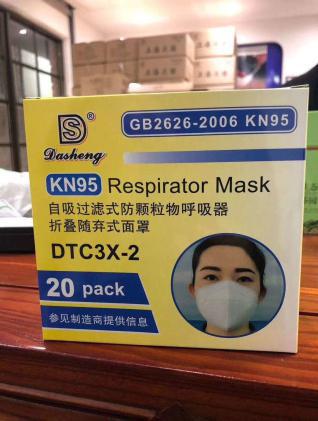 DS®
Dasheng
GB2626-2006 KN95
KN95 Respirator Mask
自吸过滤式防颗粒物呼吸器
折叠随弃式面罩
DTC3X-2
20 pack
参见制造商提供信息